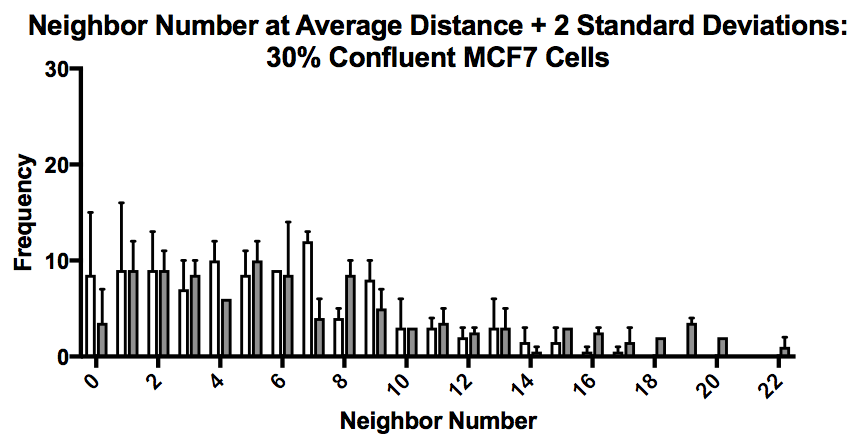 Neighbor Number at Average Distance + 2 Standard Deviations:
30% Confluent MCF7 Cells
30
20
10
0
Frequency
0 2 4 6 8 10 12 14 16 18 20 22
Neighbor Number